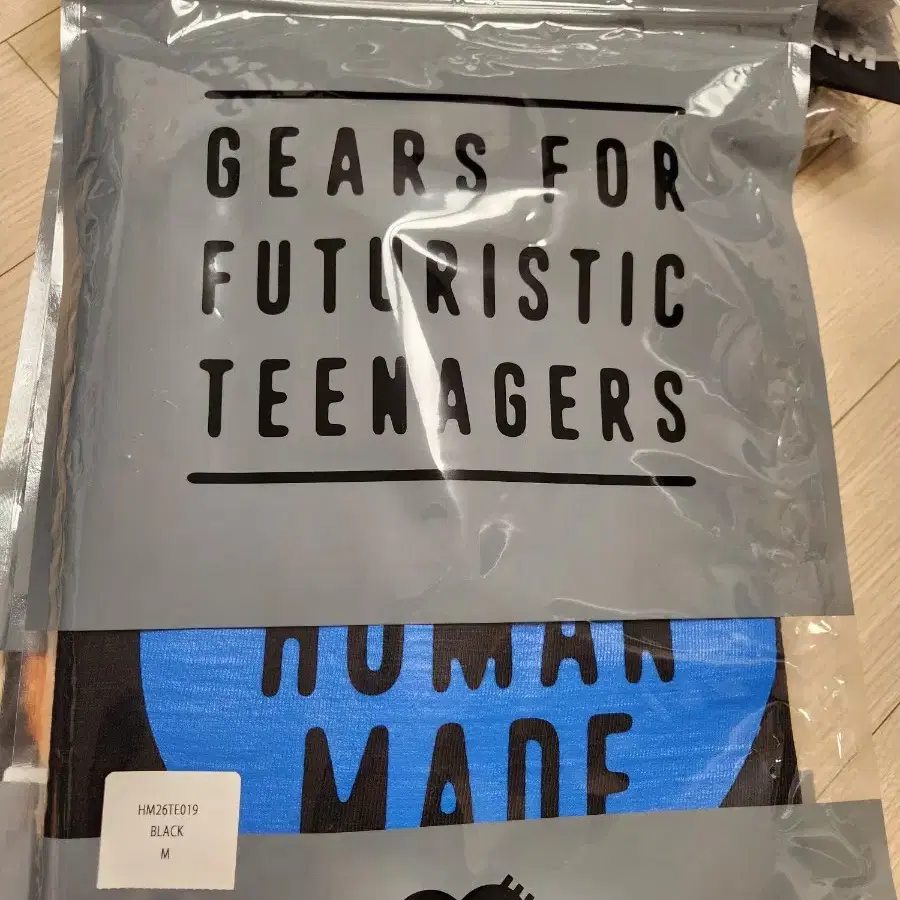 GEARS FOR
FUTURISTIC
TEENAGERS
HUMAN
MADE
HM26TE019
BLACK
M